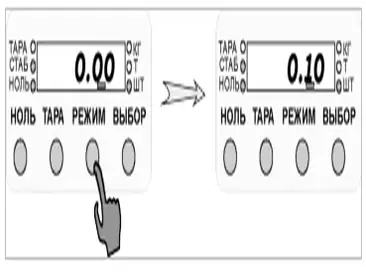 ТАРА 0.00 КГ
СТАБ Т
НОЛЬ ШТ
НОЛЬ ТАРА РЕЖИМ ВЫБОР
ТАРА 0.10 КГ
СТАБ Т
НОЛЬ ШТ
НОЛЬ ТАРА РЕЖИМ ВЫБОР